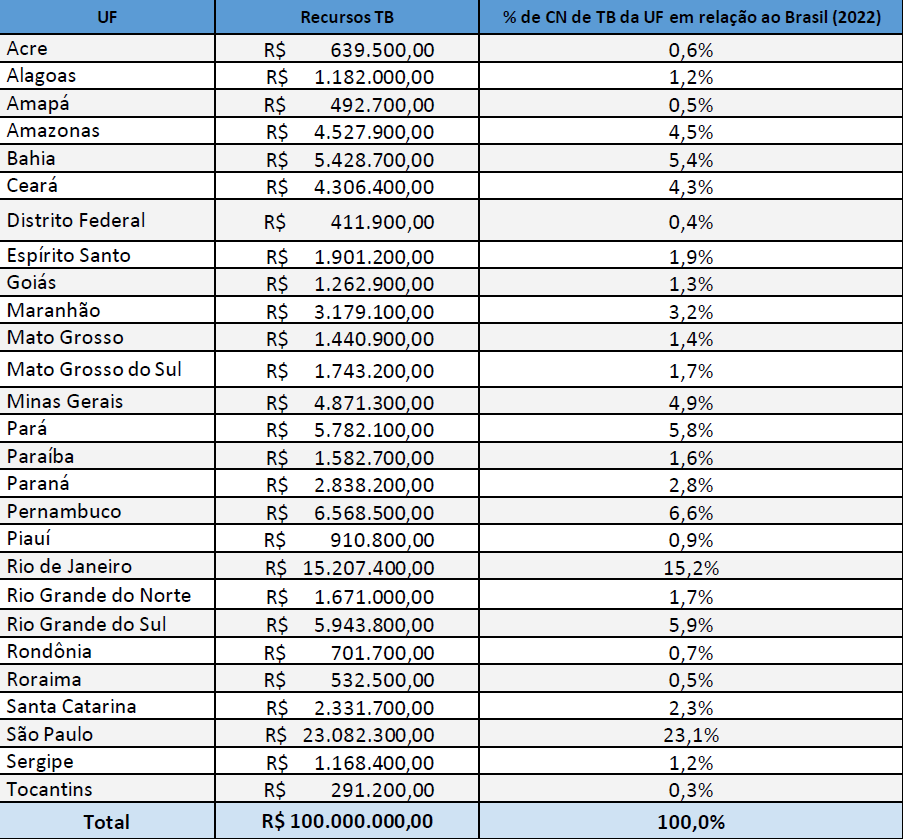 UF Recursos TB % de CN de TB da UF em relação ao Brasil (2022)
Acre R$ 639.500,00 0,6%
Alagoas R$ 1.182.000,00 1,2%
Amapá R$ 492.700,00 0,5%
Amazonas R$ 4.527.900,00 4,5%
Bahia R$ 5.428.700,00 5,4%
Ceará R$ 4.306.400,00 4,3%
Distrito Federal R$ 411.900,00 0,4%
Espírito Santo R$ 1.901.200,00 1,9%
Goiás R$ 1.262.900,00 1,3%
Maranhão R$ 3.179.100,00 3,2%
Mato Grosso R$ 1.440.900,00 1,4%
Mato Grosso do Sul R$ 1.743.200,00 1,7%
Minas Gerais R$ 4.871.300,00 4,9%
Pará R$ 5.782.100,00 5,8%
Paraíba R$ 1.582.700,00 1,6%
Paraná R$ 2.838.200,00 2,8%
Pernambuco R$ 6.568.500,00 6,6%
Piauí R$ 910.800,00 0,9%
Rio de Janeiro R$ 15.207.400,00 15,2%
Rio Grande do Norte R$ 1.671.000,00 1,7%
Rio Grande do Sul R$ 5.943.800,00 5,9%
Rondônia R$ 701.700,00 0,7%
Roraima R$ 532.500,00 0,5%
Santa Catarina R$ 2.331.700,00 2,3%
São Paulo R$ 23.082.300,00 23,1%
Sergipe R$ 1.168.400,00 1,2%
Tocantins R$ 291.200,00 0,3%
Total R$ 100.000.000,00 100,0%